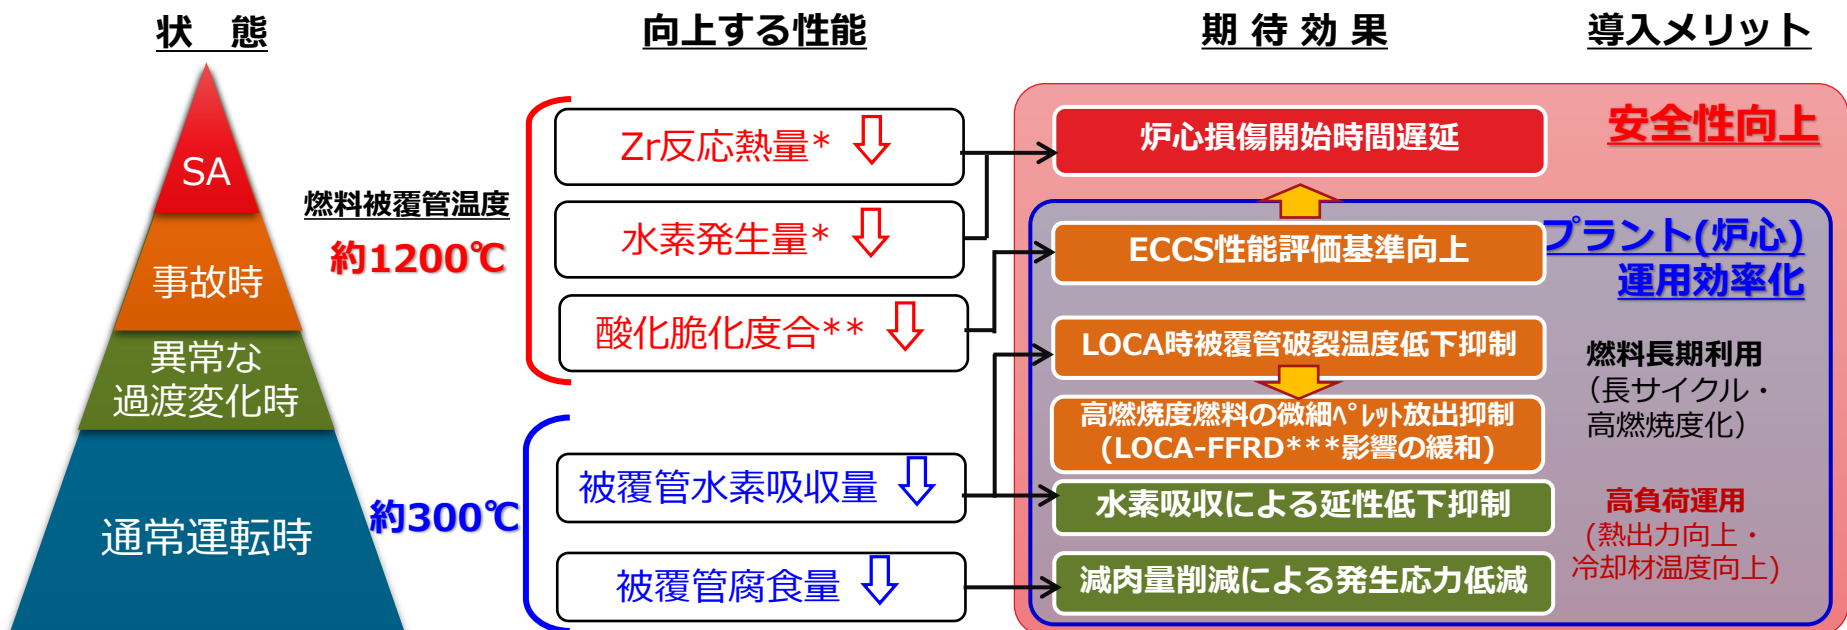 状　態
向上する性能
期 待 効 果
導入メリット
SA
事故時
異常な
過渡変化時
通常運転時
燃料被覆管温度
約1200℃
約300℃
Zr反応熱量*
水素発生量*
酸化脆化度合**
被覆管水素吸収量
被覆管腐食量
炉心損傷開始時間遅延
ECCS性能評価基準向上
LOCA時被覆管破裂温度低下抑制
高燃焼度燃料の微細ﾍﾟﾚｯﾄ放出抑制
(LOCA-FFRD***影響の緩和)
水素吸収による延性低下抑制
減肉量削減による発生応力低減
安全性向上
プラント(炉心)
運用効率化
燃料長期利用
（長サイクル・
高燃焼度化）
高負荷運用
(熱出力向上・
冷却材温度向上)